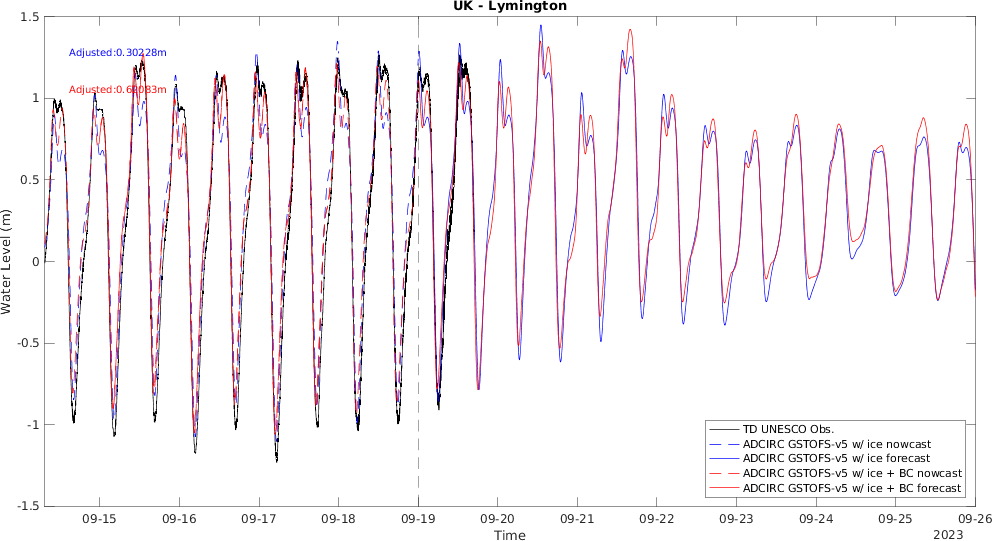 UK - Lymington
1.5
1
0.5
0
-0.5
-1
-1.5
Water Level (m)
Adjusted:0.30228m
Adjusted:0.69083m
TD UNESCO Obs.
ADCIRC GSTOFS-v5 w/ ice nowcast
ADCIRC GSTOFS-v5 w/ ice forecast
ADCIRC GSTOFS-v5 w/ ice + BC nowcast
ADCIRC GSTOFS-v5 w/ ice + BC forecast
09-15 09-16 09-17 09-18 09-19 09-20 09-21 09-22 09-23 09-24 09-25 09-26
Time
2023